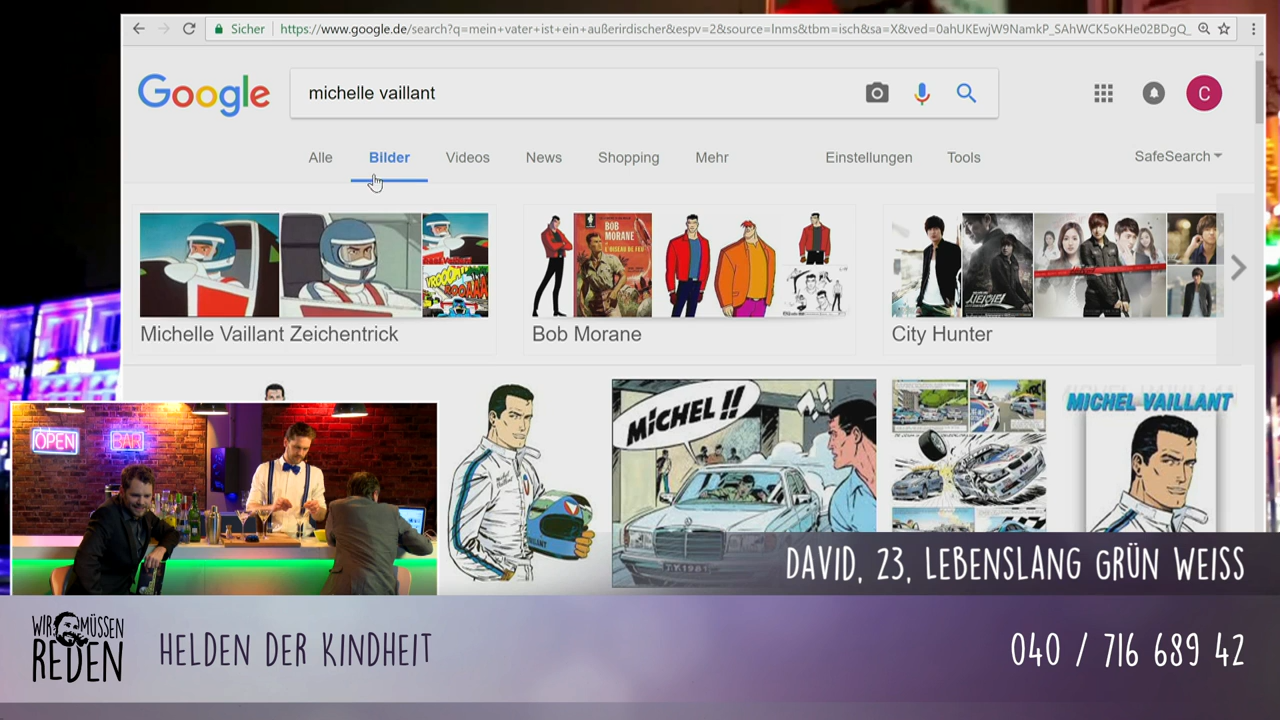 Sicher https://www.google.de/search?q=mein+vater+ist+ein+außerirdischer&espv=2&source=lnms&tbm=isch&sa=X&ved=0ahUKEwjW9NamkP_SAhWCK5oKHe02BDgQ_
Google michelle vaillant C
Alle Bilder Videos News Shopping Mehr Einstellungen Tools SafeSearch
BOB MORANE
VROOM!
Michelle Vaillant Zeichentrick Bob Morane City Hunter
MICHEL !!
MICHEL VAILLANT
OPEN BAR
DAVID, 23, LEBENSLANG GRÜN WEISS
WIR MÜSSEN REDEN
HELDEN DER KINDHEIT
040 / 716 689 42